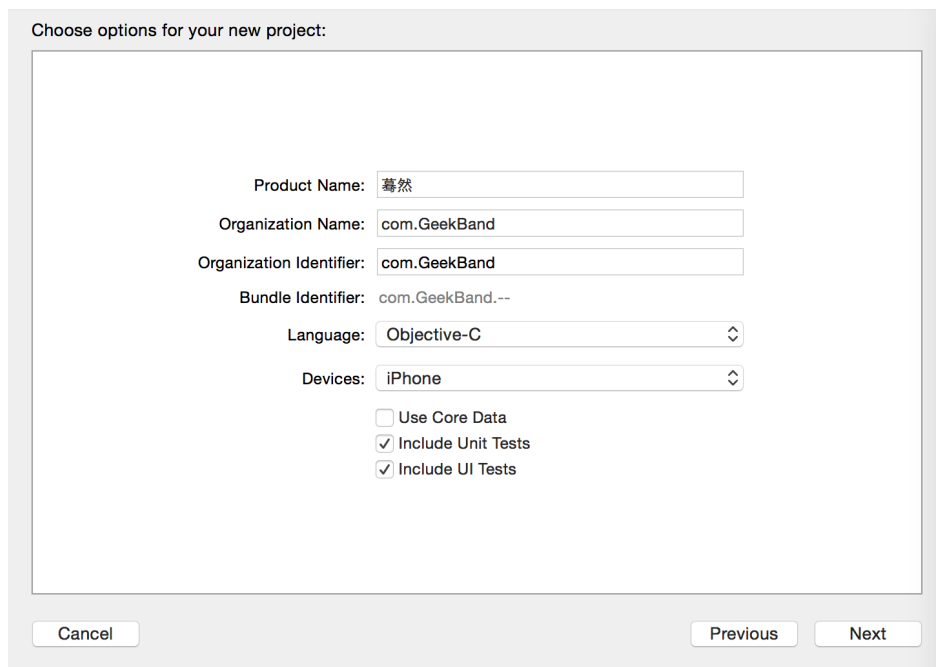 Choose options for your new project:
Product Name: 蓦然
Organization Name: com.GeekBand
Organization Identifier: com.GeekBand
Bundle Identifier: com.GeekBand.--
Language: Objective-C
Devices: iPhone
Use Core Data
Include Unit Tests
Include UI Tests
Cancel Previous Next